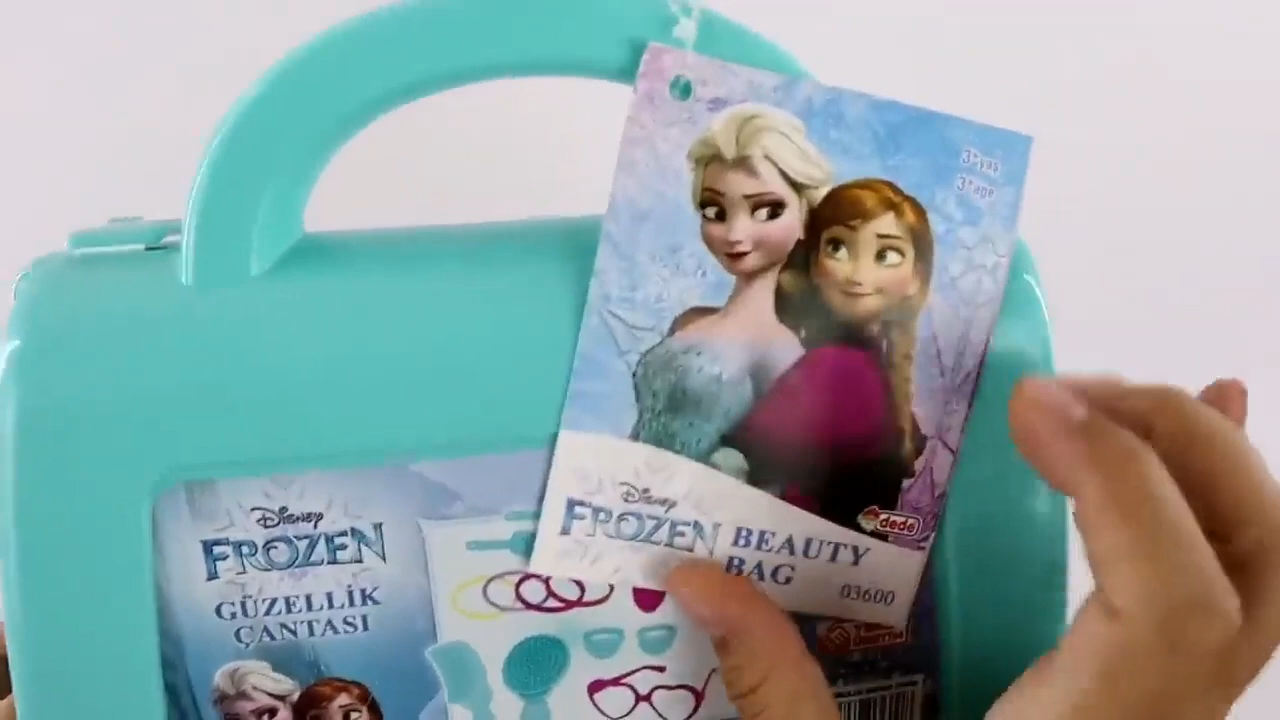 3+yaş
3+age
Disney
FROZEN
BEAUTY
BAG
03600
dede
Disney
FROZEN
GÜZELLİK
ÇANTASI